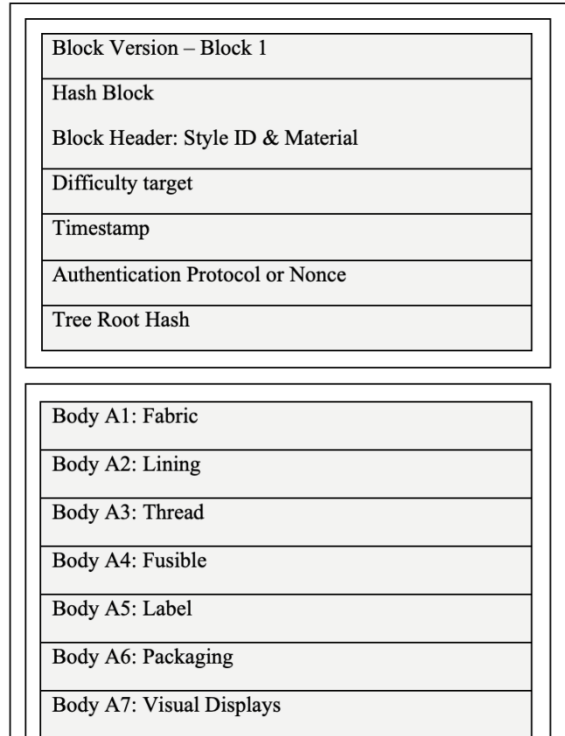 Block Version – Block 1
Hash Block
Block Header: Style ID & Material
Difficulty target
Timestamp
Authentication Protocol or Nonce
Tree Root Hash
Body A1: Fabric
Body A2: Lining
Body A3: Thread
Body A4: Fusible
Body A5: Label
Body A6: Packaging
Body A7: Visual Displays